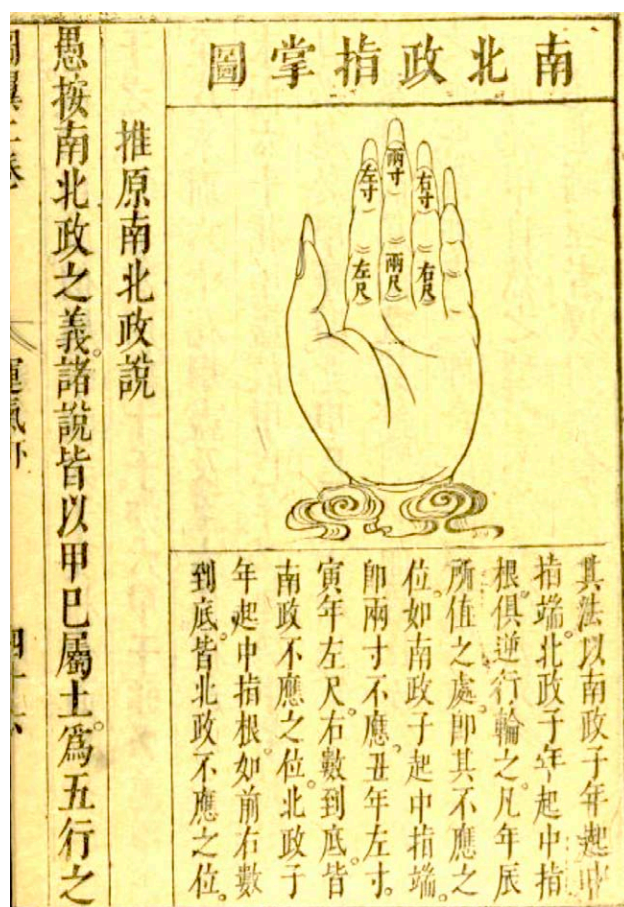 南北政指掌圖
右寸
兩寸
左寸
右尺
兩尺
左尺
其法以南政子年起中
指端。北政子年起中指
根。俱逆行輪之。凡年辰
所值之處。卽其不應之
位。如南政子起中指端。
卽兩寸不應。丑年左寸。
寅年左尺。右數到底。皆
南政不應之位。北政子
年起中指根。如前右數
到底。皆北政不應之位。
推原南北政說
愚按南北政之義。諸說皆以甲巳屬土。爲五行之